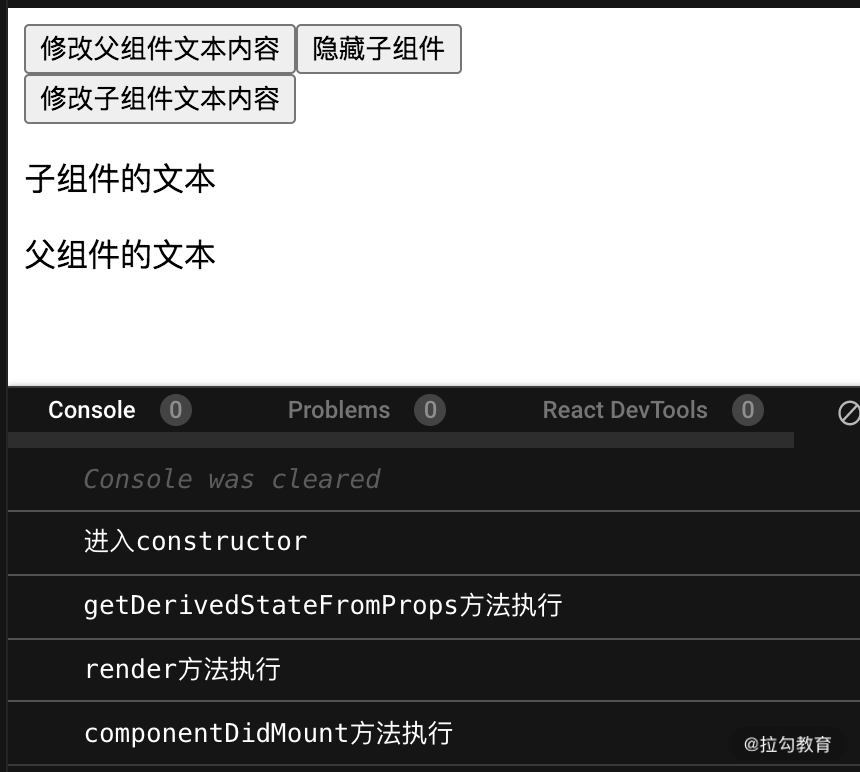 修改父组件文本内容 隐藏子组件
修改子组件文本内容
子组件的文本
父组件的文本
Console 0 Problems 0 React DevTools 0
Console was cleared
进入constructor
getDerivedStateFromProps方法执行
render方法执行
componentDidMount方法执行
@拉勾教育